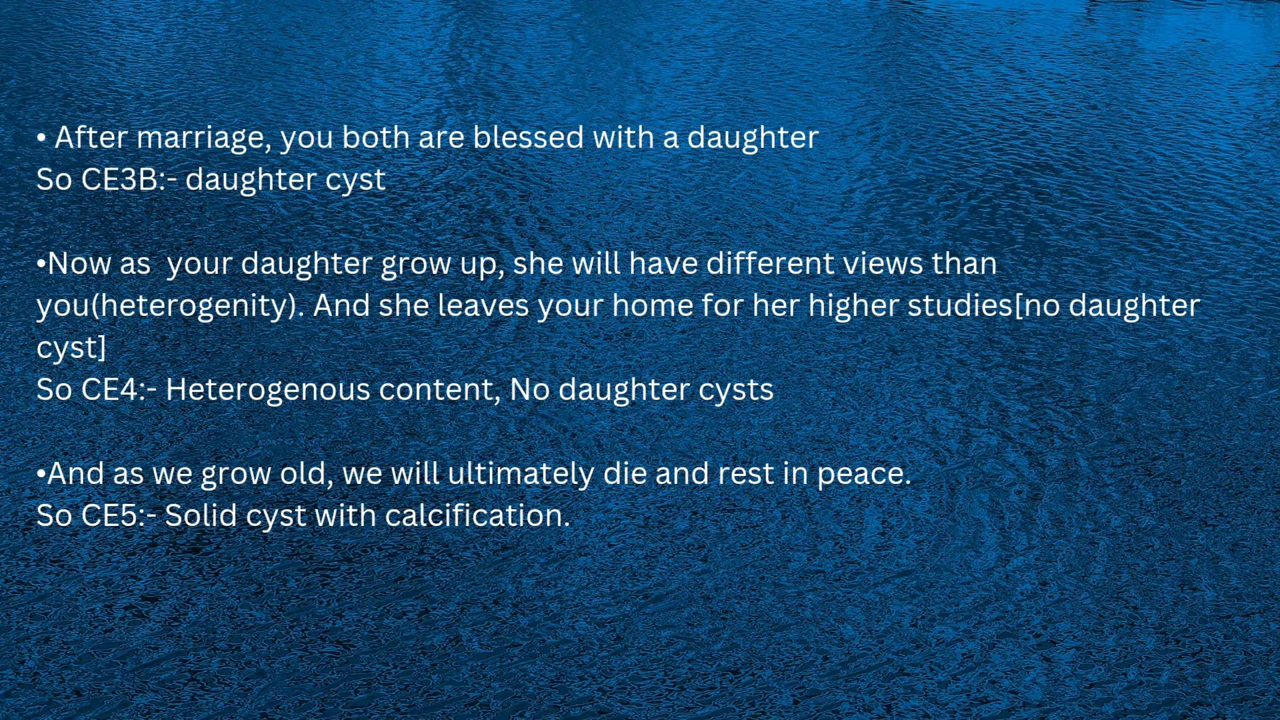 • After marriage, you both are blessed with a daughter
So CE3B:- daughter cyst
•Now as  your daughter grow up, she will have different views than
you(heterogenity). And she leaves your home for her higher studies[no daughter
cyst]
So CE4:- Heterogenous content, No daughter cysts
•And as we grow old, we will ultimately die and rest in peace.
So CE5:- Solid cyst with calcification.